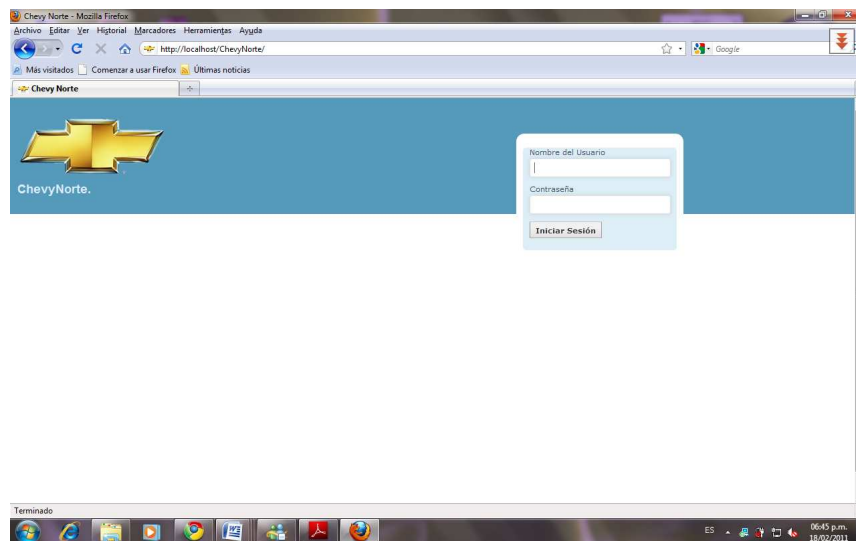 Chevy Norte - Mozilla Firefox
Archivo Editar Ver Historial Marcadores Herramientas Ayuda
http://localhost/ChevyNorte/
Google
Más visitados Comenzar a usar Firefox Últimas noticias
Chevy Norte
ChevyNorte.
Nombre del Usuario
Contraseña
Iniciar Sesión
Terminado
ES
06:45 p.m.
18/02/2011